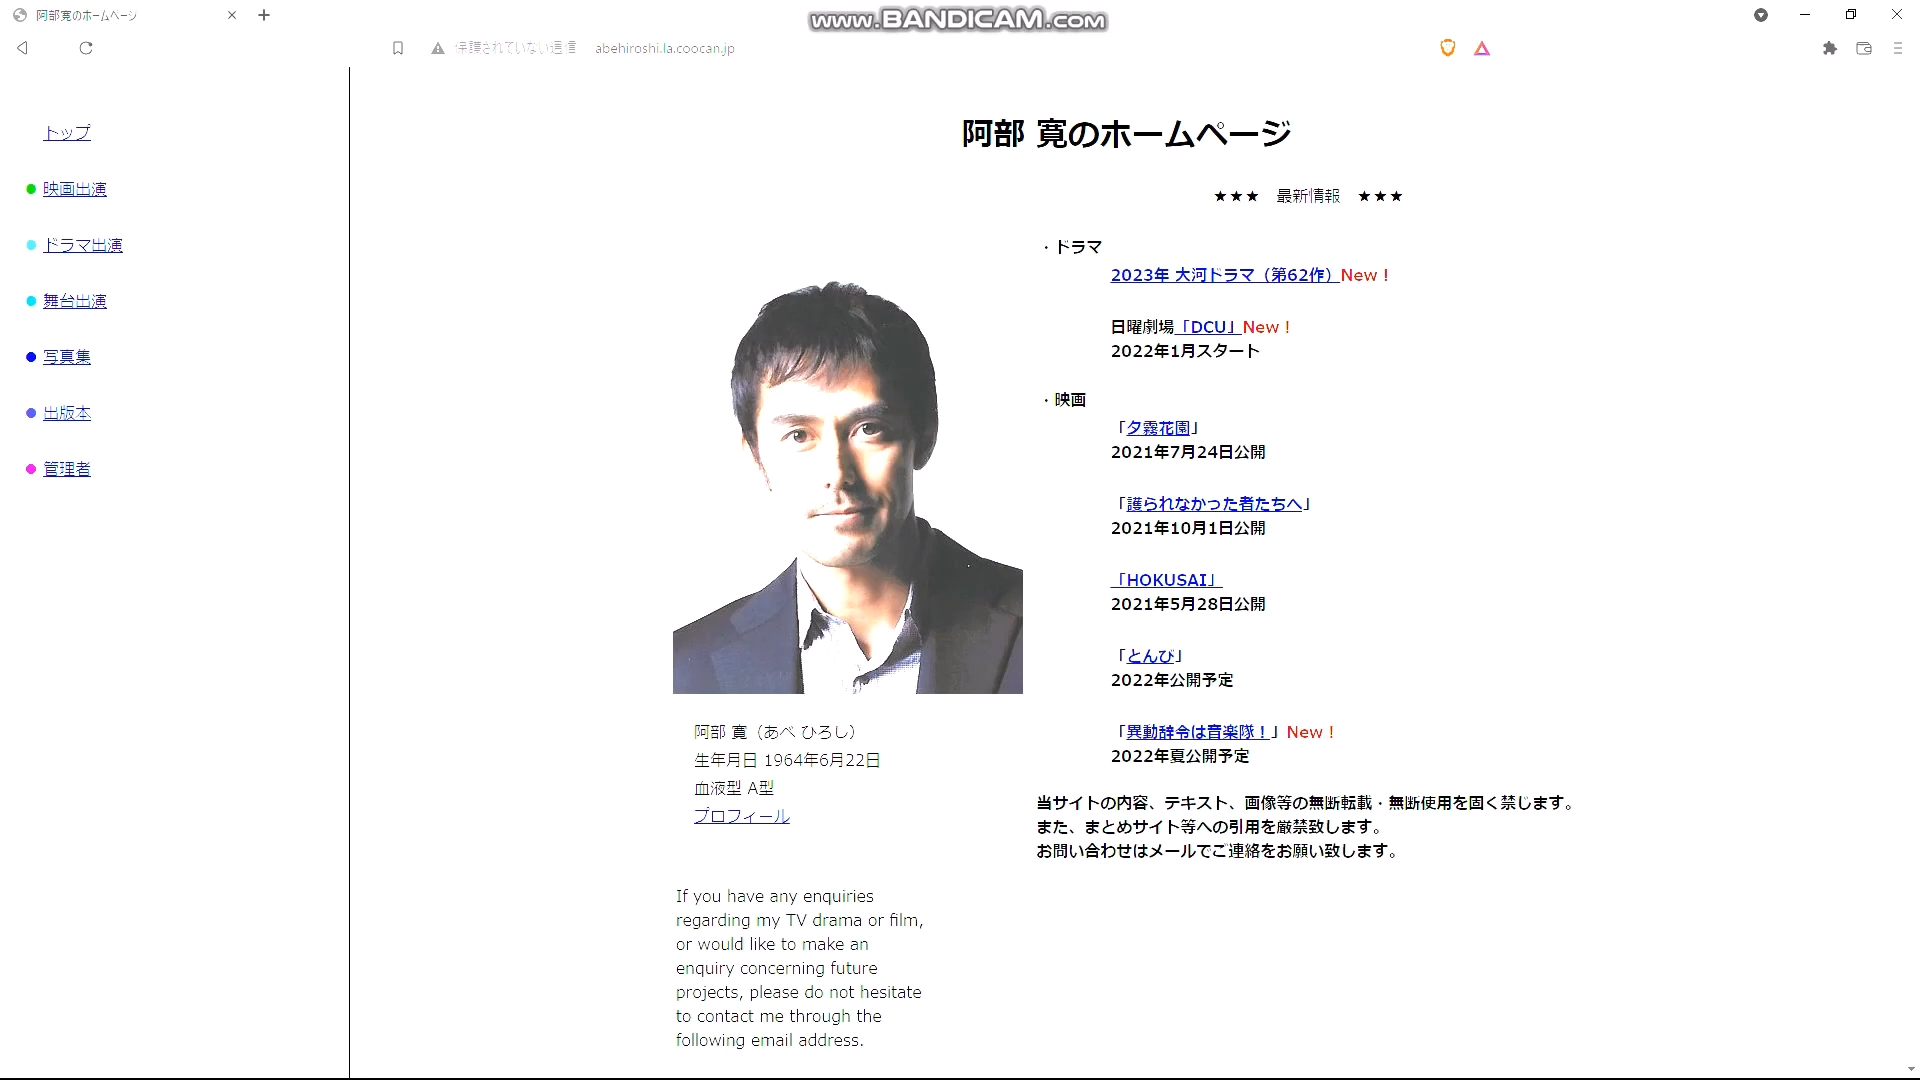 阿部寛のホームページ
www.BANDICAM.com
保護されていない通信 abehiroshi.la.coocan.jp
トップ
映画出演
ドラマ出演
舞台出演
写真集
出版本
管理者
阿部 寛のホームページ
★★★ 最新情報 ★★★
・ドラマ
2023年 大河ドラマ（第62作）New！
日曜劇場「DCU」New！
2022年1月スタート
・映画
「夕霧花園」
2021年7月24日公開
「護られなかった者たちへ」
2021年10月1日公開
「HOKUSAI」
2021年5月28日公開
「とんび」
2022年公開予定
「異動辞令は音楽隊！」New！
2022年夏公開予定
当サイトの内容、テキスト、画像等の無断転載・無断使用を固く禁じます。
また、まとめサイト等への引用を厳禁致します。
お問い合わせはメールでご連絡をお願い致します。
阿部 寛（あべ ひろし）
生年月日 1964年6月22日
血液型 A型
プロフィール
If you have any enquiries
regarding my TV drama or film,
or would like to make an
enquiry concerning future
projects, please do not hesitate
to contact me through the
following email address.